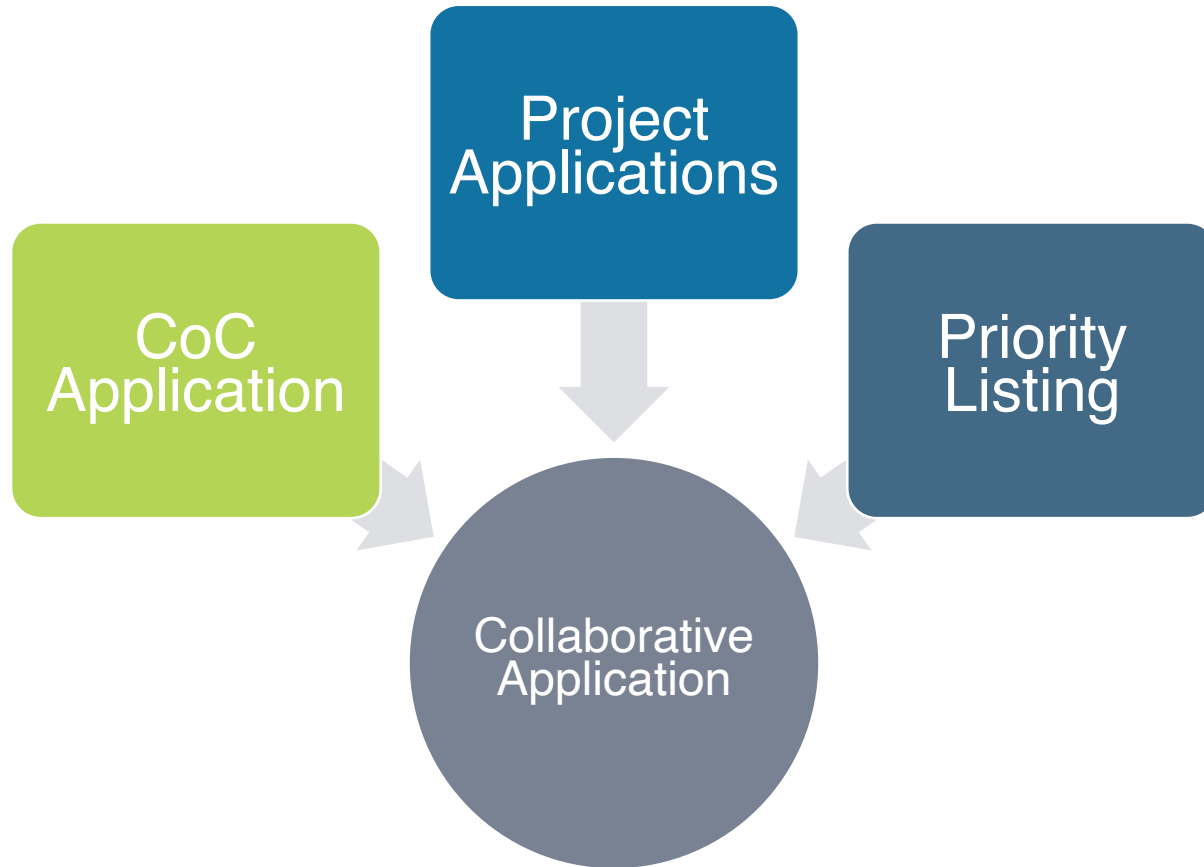 Project
Applications
CoC
Application
Priority
Listing
Collaborative
Application